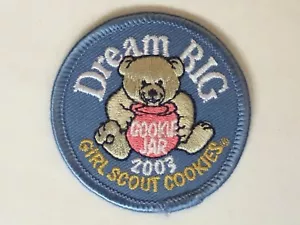 Dream BIG
COOKIE
JAR
2003
GIRL SCOUT COOKIES®